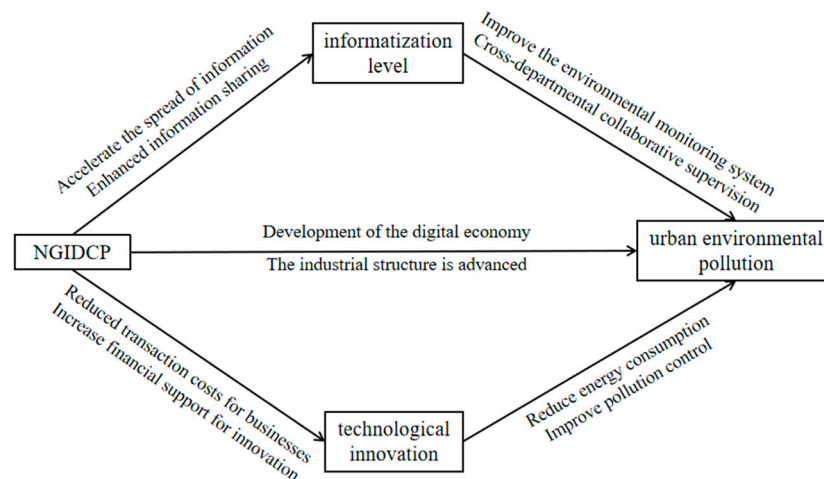 informatization
level
Accelerate the spread of information
Enhanced information sharing
Improve the environmental monitoring system
Cross-departmental collaborative supervision
NGIDCP
Development of the digital economy
The industrial structure is advanced
urban environmental
pollution
Reduced transaction costs for businesses
Increase financial support for innovation
technological
innovation
Reduce energy consumption
Improve pollution control